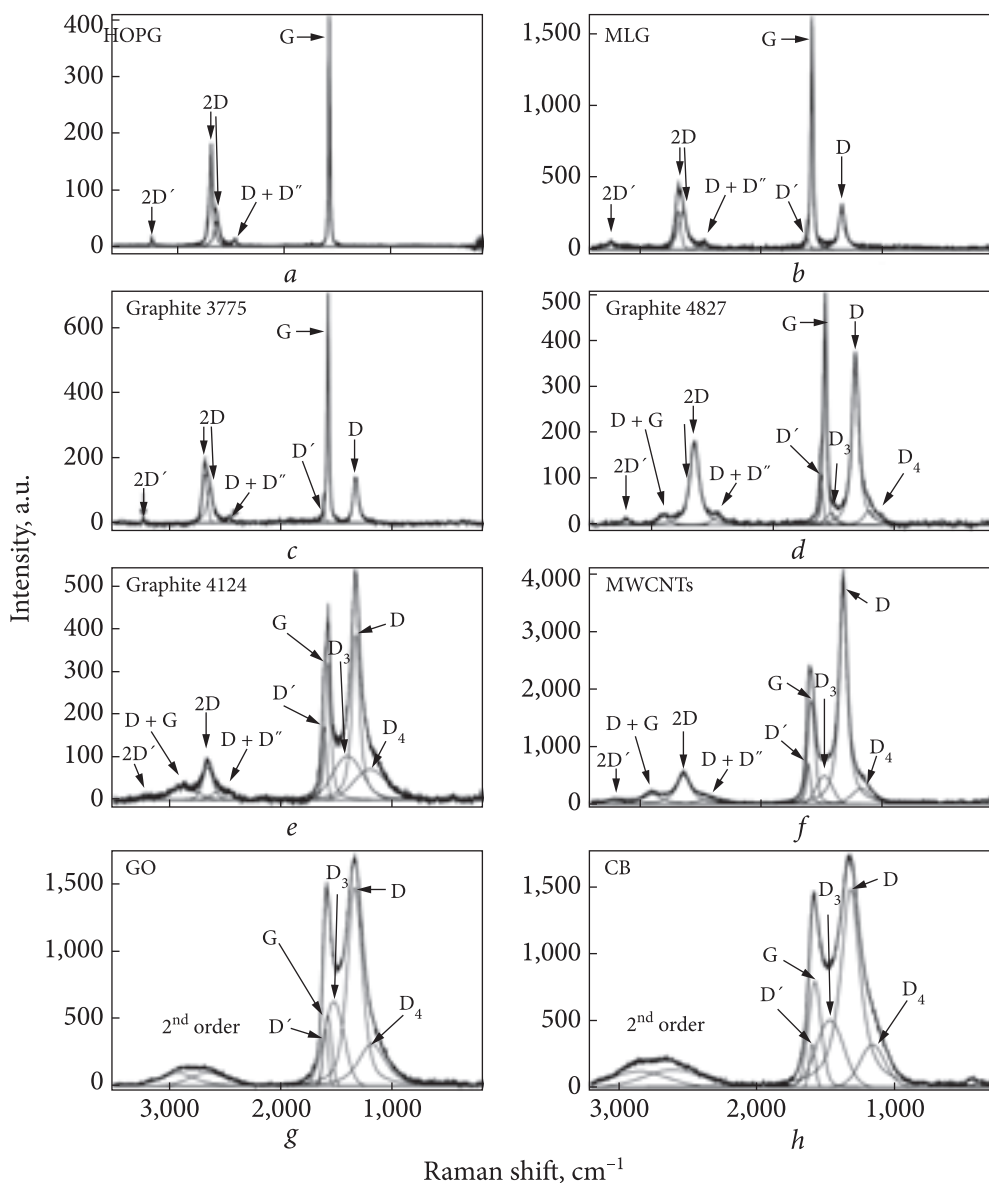 Intensity, a.u.
400
300
200
100
0
HOPG
G
2D
2D′
D + D″
a
1,500
1,000
500
0
MLG
G
D
2D
2D′
D + D″
D′
b
600
400
200
0
Graphite 3775
G
2D
D′
D
2D′
D + D″
c
500
400
300
200
100
0
Graphite 4827
G
D
2D
D + G
D′
D3
2D′
D + D″
D4
d
500
400
300
200
100
0
Graphite 4124
G
D
D3
D′
2D
D + G
D + D″
D4
2D′
e
4,000
3,000
2,000
1,000
0
MWCNTs
D
G
D3
D + G
2D
D′
D4
2D′
D + D″
f
1,500
1,000
500
0
GO
D3
D
G
D4
2nd order
D′
3,000
2,000
1,000
g
1,500
1,000
500
0
CB
D3
D
G
D′
D4
2nd order
3,000
2,000
1,000
h
Raman shift, cm–1